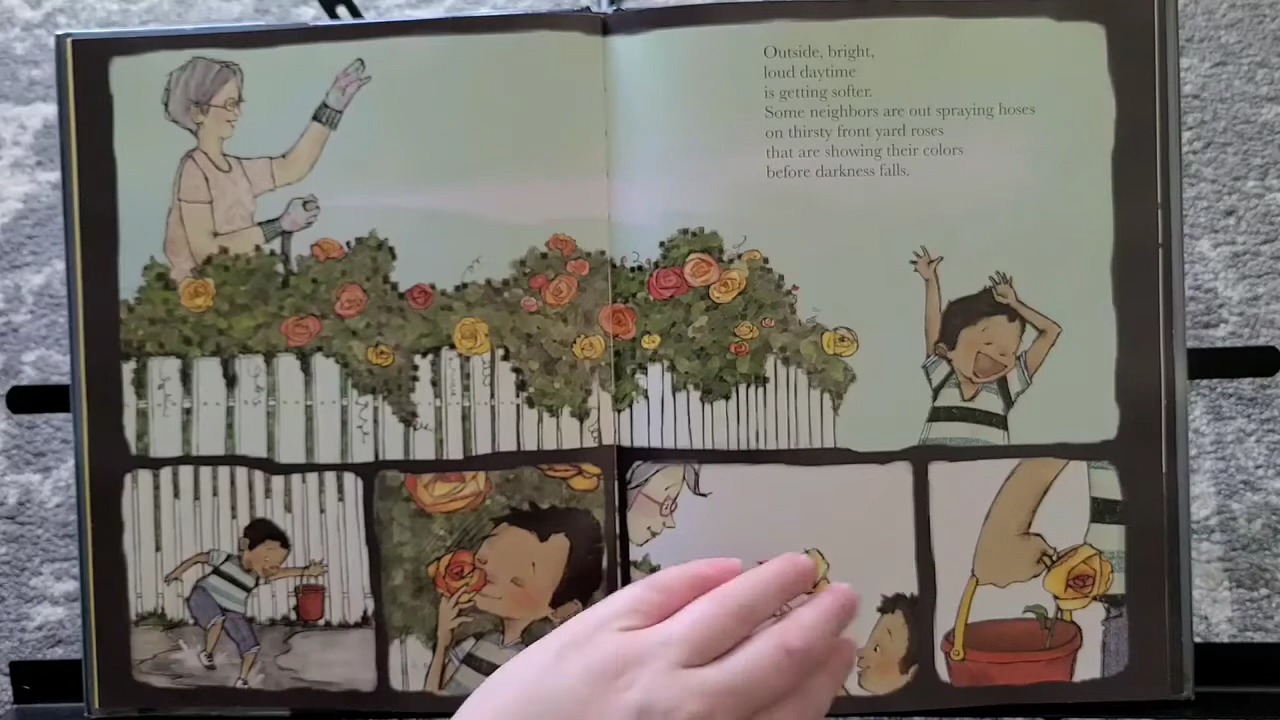 Outside, bright,
loud daytime
is getting softer.
Some neighbors are out spraying hoses
on thirsty front yard roses
that are showing their colors
before darkness falls.